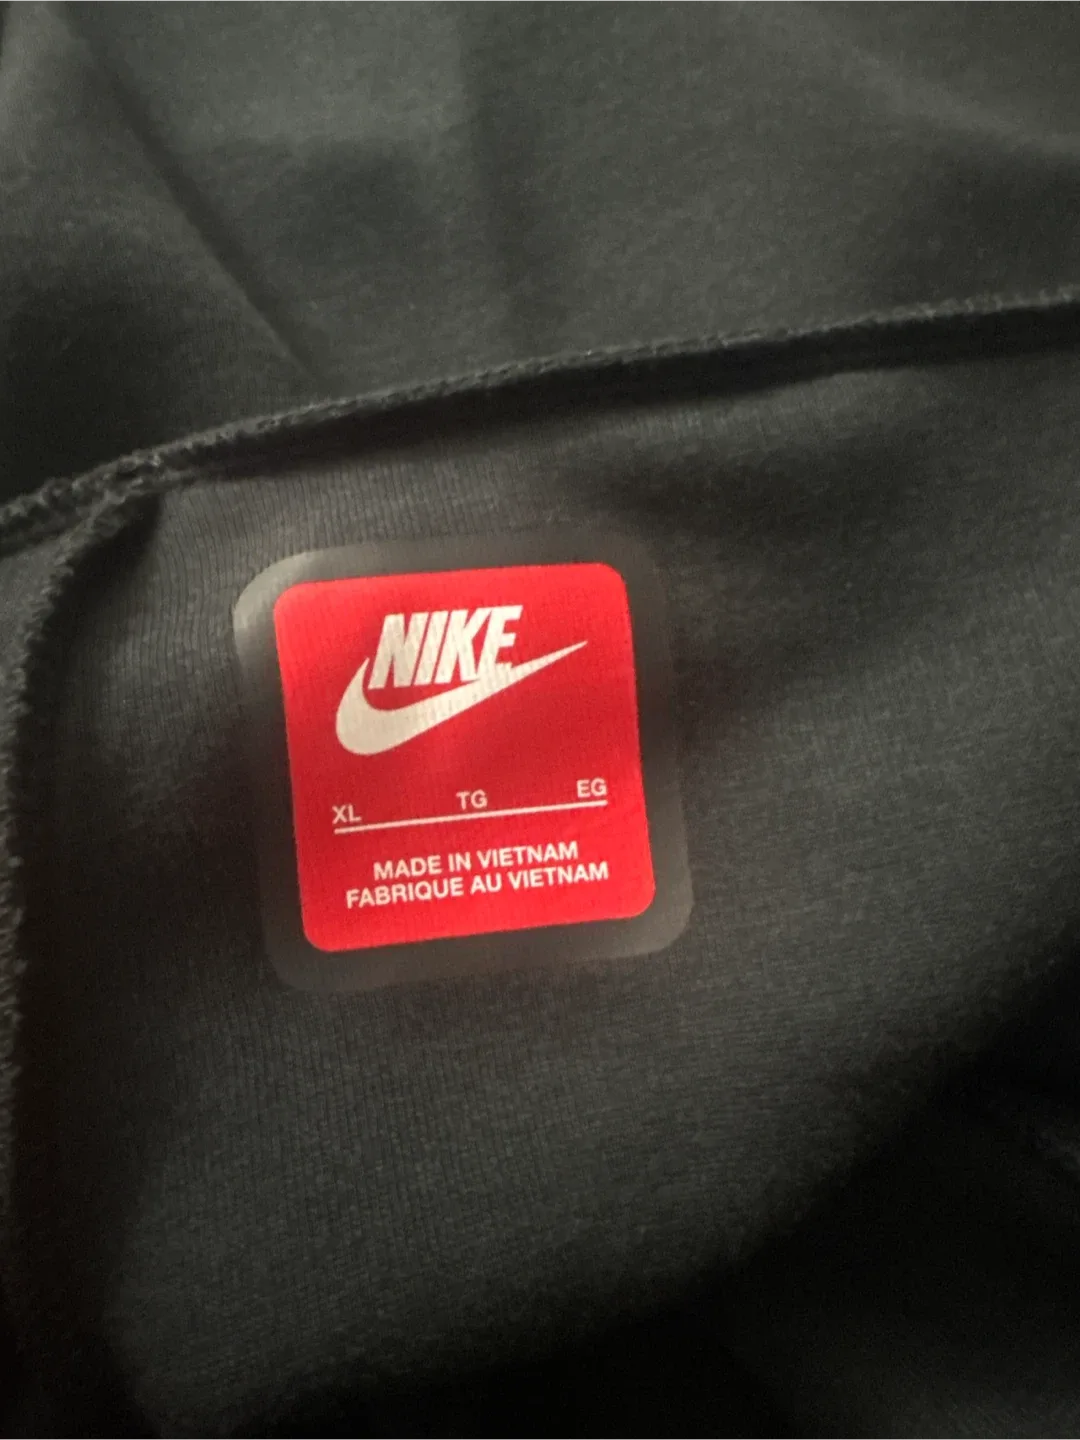 NIKE
XL TG EG
MADE IN VIETNAM
FABRIQUE AU VIETNAM